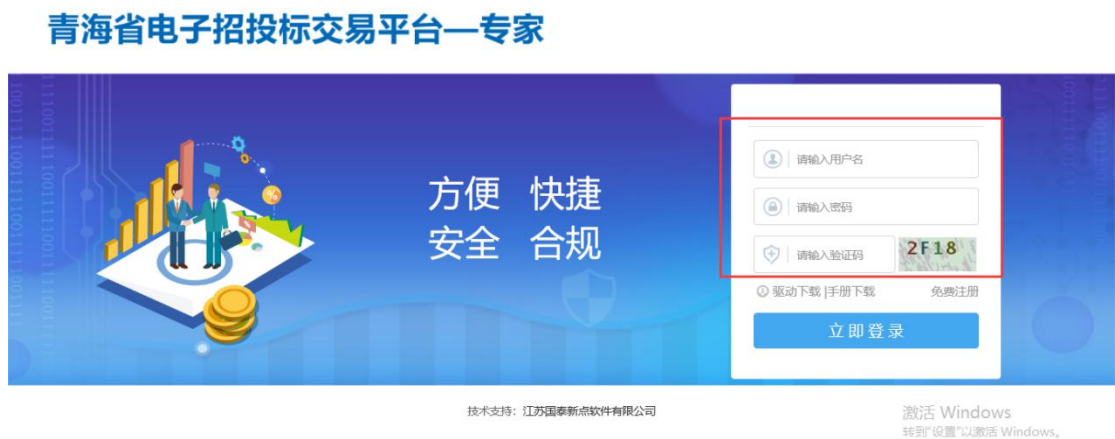 青海省电子招投标交易平台—专家
方便 快捷
安全 合规
请输入用户名
请输入密码
请输入验证码 2F18
驱动下载 |手册下载 免费注册
立即登录
技术支持：江苏国泰新点软件有限公司
激活 Windows
转到"设置"以激活 Windows。